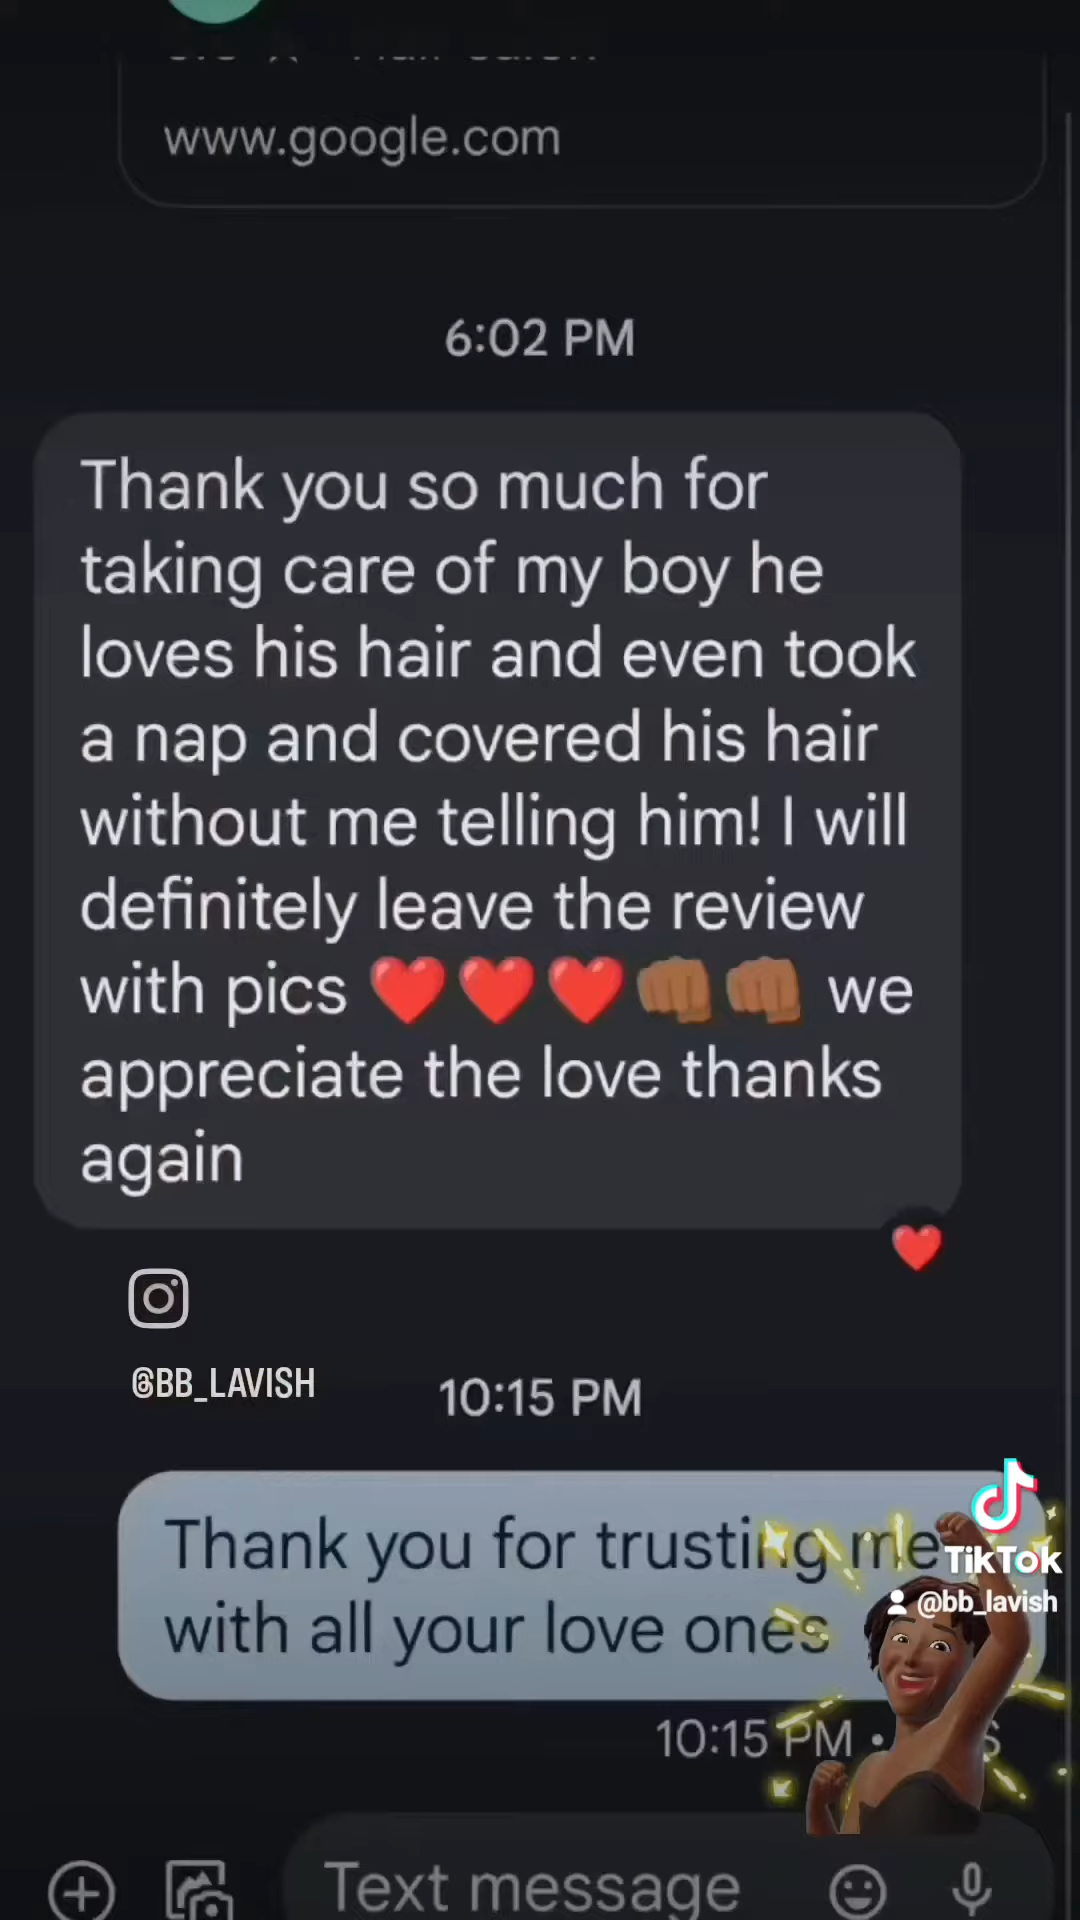 www.google.com
6:02 PM
Thank you so much for
taking care of my boy he
loves his hair and even took
a nap and covered his hair
without me telling him! I will
definitely leave the review
with pics ❤️❤️❤️👊🏾👊🏾 we
appreciate the love thanks
again
@BB_LAVISH
10:15 PM
Thank you for trusting me
with all your love ones
TikTok
@bb_lavish
10:15 PM •
Text message